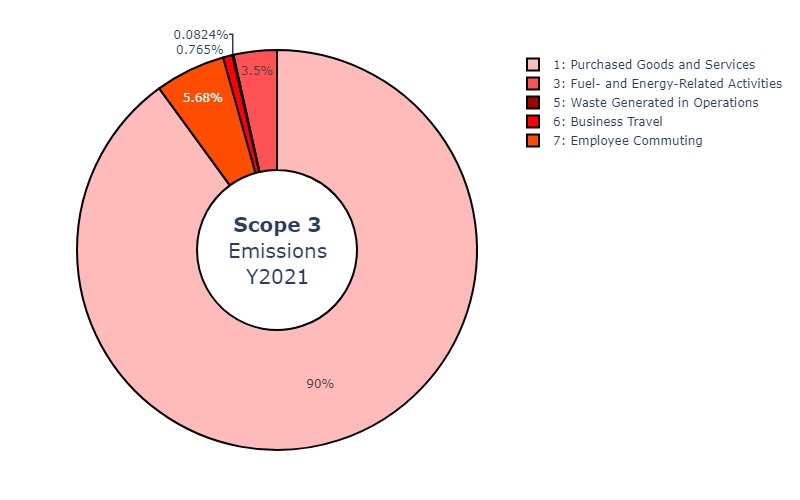 0.0824%
0.765%
3.5%
5.68%
Scope 3
Emissions
Y2021
90%
1: Purchased Goods and Services
3: Fuel- and Energy-Related Activities
5: Waste Generated in Operations
6: Business Travel
7: Employee Commuting